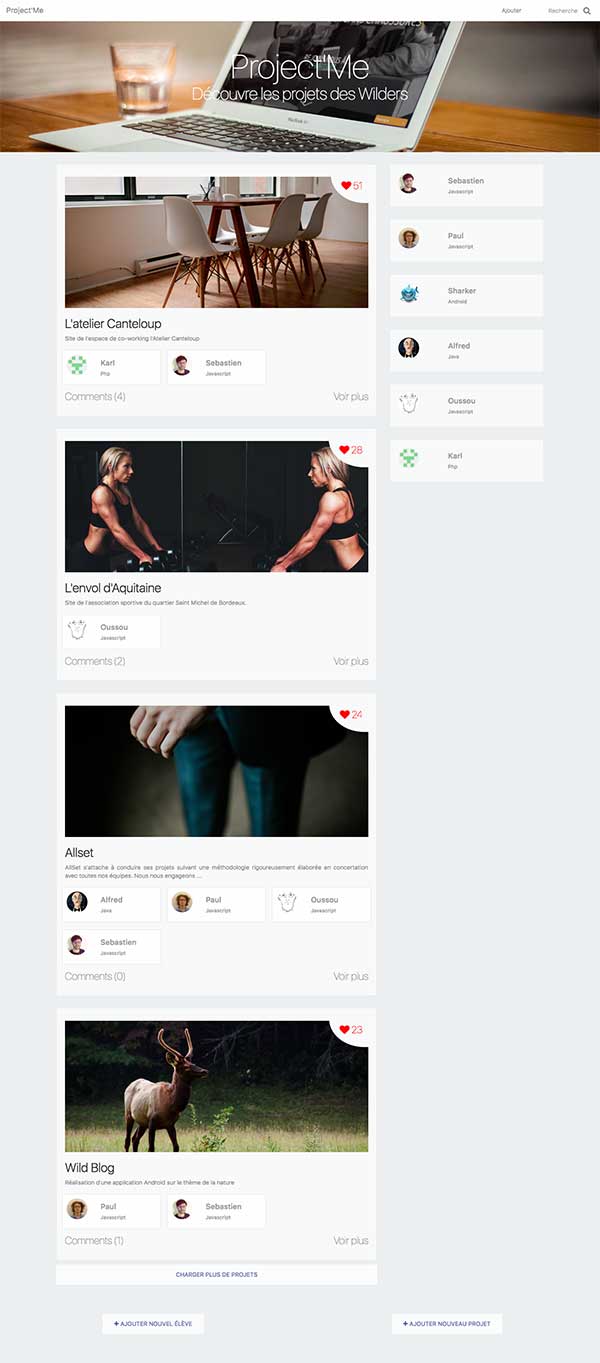 Project'Me
Ajouter
Recherche
Project'Me
Découvre les projets des Wilders
51
L'atelier Canteloup
Site de l'espace de co-working l'Atelier Canteloup
Karl
Php
Sebastien
Javascript
Comments (4)
Voir plus
28
L'envol d'Aquitaine
Site de l'association sportive du quartier Saint Michel de Bordeaux.
Oussou
Javascript
Comments (2)
Voir plus
24
Allset
AllSet s'attache à conduire ses projets suivant une méthodologie rigoureusement élaborée en concertation
avec toutes nos équipes. Nous nous engageons ...
Alfred
Java
Paul
Javascript
Oussou
Javascript
Sebastien
Javascript
Comments (0)
Voir plus
23
Wild Blog
Réalisation d'une application Android sur le thème de la nature
Paul
Javascript
Sebastien
Javascript
Comments (1)
Voir plus
CHARGER PLUS DE PROJETS
Sebastien
Javascript
Paul
Javascript
Sharker
Android
Alfred
Java
Oussou
Javascript
Karl
Php
+ AJOUTER NOUVEL ÉLÈVE
+ AJOUTER NOUVEAU PROJET